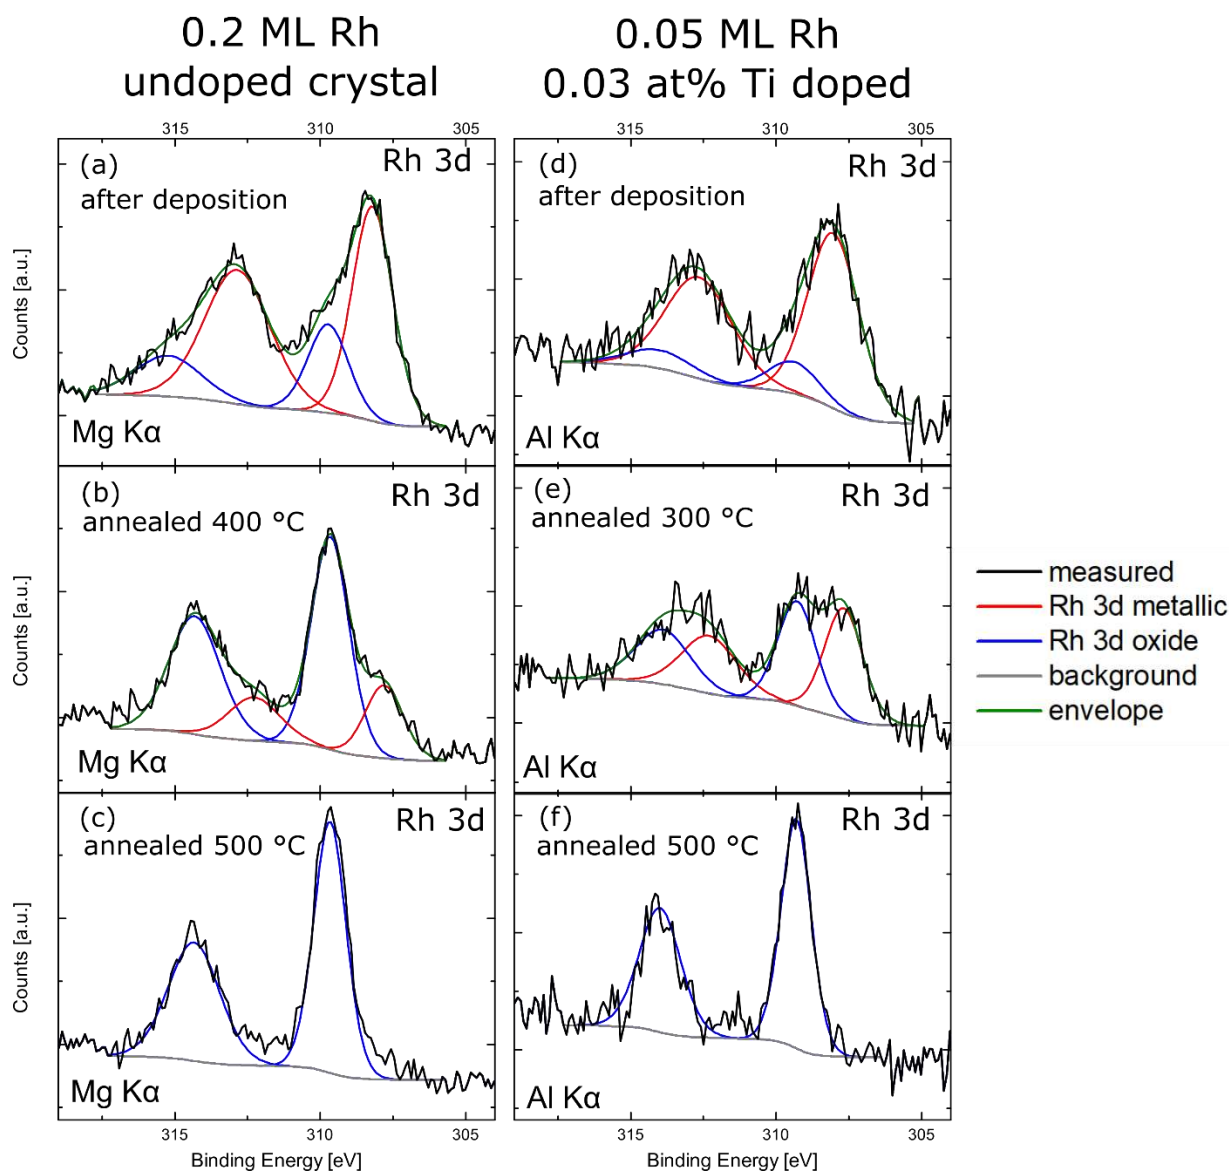 0.2 ML Rh
undoped crystal
0.05 ML Rh
0.03 at% Ti doped
315 310 305
315 310 305
(a)
Rh 3d
after deposition
Mg Kα
Counts [a.u.]
(d)
Rh 3d
after deposition
Al Kα
(b)
Rh 3d
annealed 400 °C
Mg Kα
Counts [a.u.]
(e)
Rh 3d
annealed 300 °C
Al Kα
(c)
Rh 3d
annealed 500 °C
Mg Kα
Counts [a.u.]
(f)
Rh 3d
annealed 500 °C
Al Kα
315 310 305
Binding Energy [eV]
315 310 305
Binding Energy [eV]
measured
Rh 3d metallic
Rh 3d oxide
background
envelope